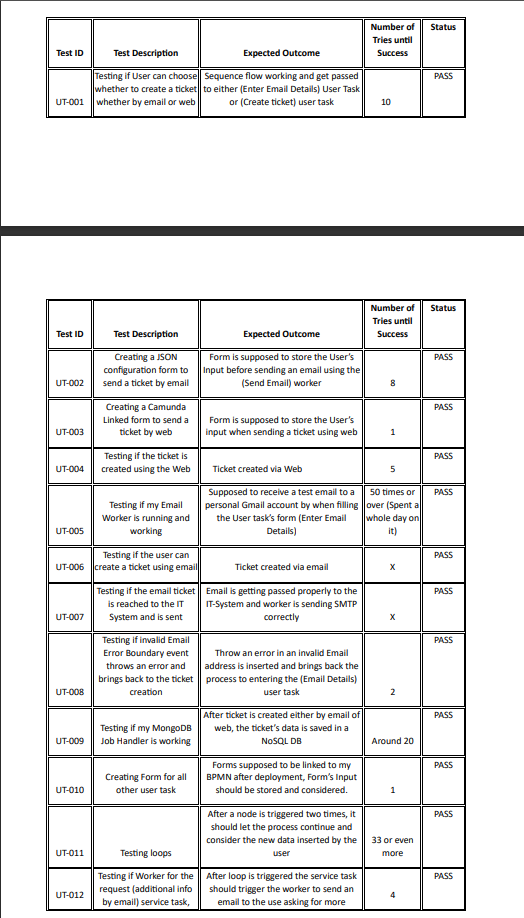 Test ID
Test Description
Expected Outcome
Number of
Tries until
Success
Status
UT-001
Testing if User can choose
whether to create a ticket
whether by email or web
Sequence flow working and get passed
to either (Enter Email Details) User Task
or (Create ticket) user task
10
PASS
Test ID
Test Description
Expected Outcome
Number of
Tries until
Success
Status
UT-002
Creating a JSON
configuration form to
send a ticket by email
Form is supposed to store the User's
Input before sending an email using the
(Send Email) worker
8
PASS
UT-003
Creating a Camunda
Linked form to send a
ticket by web
Form is supposed to store the User's
input when sending a ticket using web
1
PASS
UT-004
Testing if the ticket is
created using the Web
Ticket created via Web
5
PASS
UT-005
Testing if my Email
Worker is running and
working
Supposed to receive a test email to a
personal Gmail account by when filling
the User task's form (Enter Email
Details)
50 times or
over (Spent a
whole day on
it)
PASS
UT-006
Testing if the user can
create a ticket using email
Ticket created via email
X
PASS
UT-007
Testing if the email ticket
is reached to the IT
System and is sent
Email is getting passed properly to the
IT-System and worker is sending SMTP
correctly
X
PASS
UT-008
Testing if invalid Email
Error Boundary event
throws an error and
brings back to the ticket
creation
Throw an error in an invalid Email
address is inserted and brings back the
process to entering the (Email Details)
user task
2
PASS
UT-009
Testing if my MongoDB
Job Handler is working
After ticket is created either by email of
web, the ticket's data is saved in a
NoSQL DB
Around 20
PASS
UT-010
Creating Form for all
other user task
Forms supposed to be linked to my
BPMN after deployment, Form's Input
should be stored and considered.
1
PASS
UT-011
Testing loops
After a node is triggered two times, it
should let the process continue and
consider the new data inserted by the
user
33 or even
more
PASS
UT-012
Testing if Worker for the
request (additional info
by email) service task,
After loop is triggered the service task
should trigger the worker to send an
email to the use asking for more
4
PASS